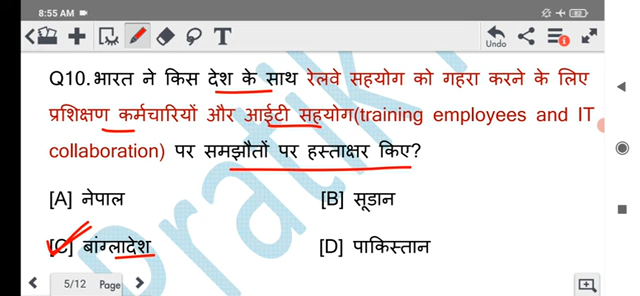 8:55 AM
82
Undo
Q10. भारत ने किस देश के साथ रेलवे सहयोग को गहरा करने के लिए
प्रशिक्षण कर्मचारियों और आईटी सहयोग(training employees and IT
collaboration) पर समझौतों पर हस्ताक्षर किए?
[A] नेपाल [B] सूडान
[C] बांग्लादेश [D] पाकिस्तान
5/12